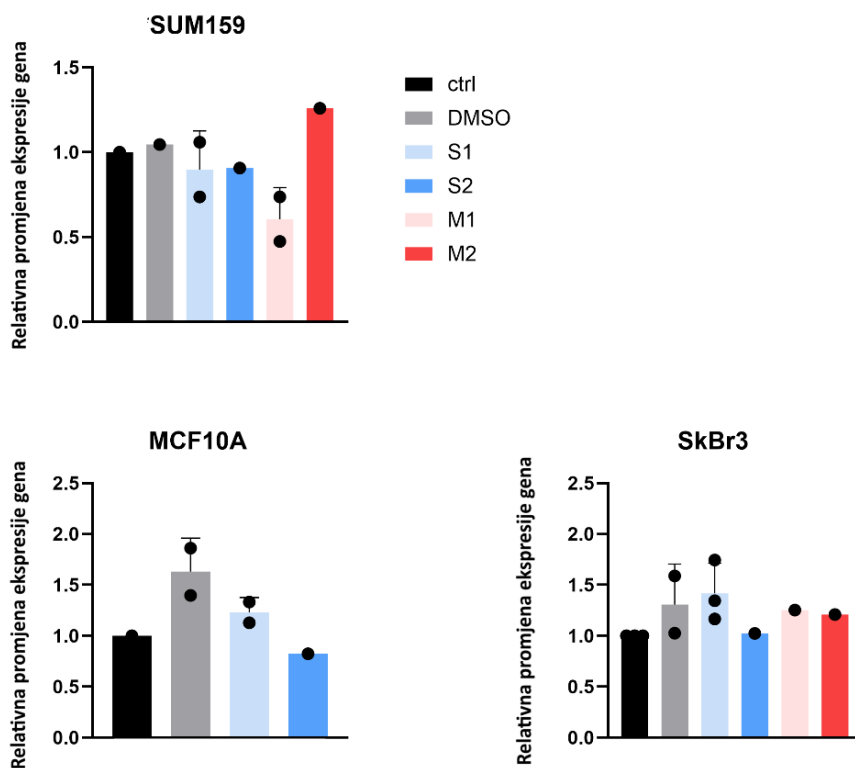 SUM159
Relativna promjena ekspresije gena
1.5
1.0
0.5
0.0
ctrl
DMSO
S1
S2
M1
M2
MCF10A
Relativna promjena ekspresije gena
2.5
2.0
1.5
1.0
0.5
0.0
SkBr3
Relativna promjena ekspresije gena
2.5
2.0
1.5
1.0
0.5
0.0